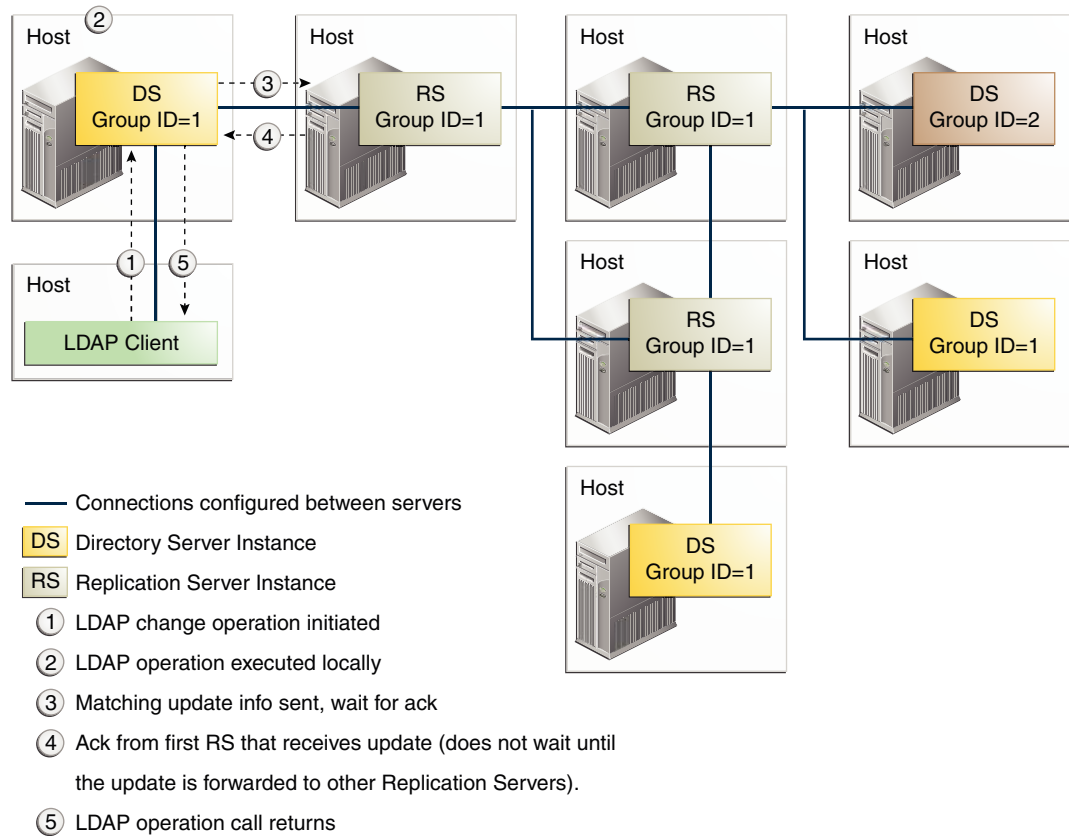 2
Host
DS
Group ID=1
3
4
Host
RS
Group ID=1
Host
RS
Group ID=1
Host
DS
Group ID=2
1
5
Host
LDAP Client
Host
RS
Group ID=1
Host
DS
Group ID=1
Host
DS
Group ID=1
Connections configured between servers
DS Directory Server Instance
RS Replication Server Instance
1 LDAP change operation initiated
2 LDAP operation executed locally
3 Matching update info sent, wait for ack
4 Ack from first RS that receives update (does not wait until
the update is forwarded to other Replication Servers).
5 LDAP operation call returns